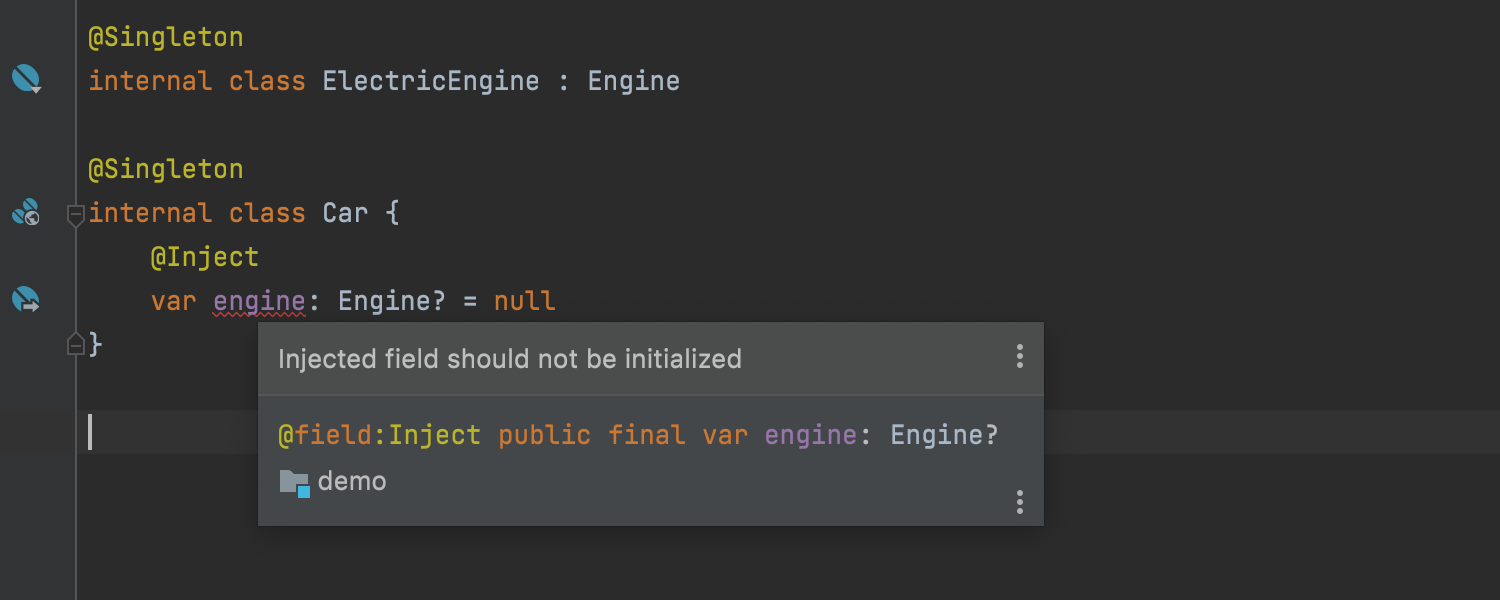 @Singleton
internal class ElectricEngine : Engine
@Singleton
internal class Car {
@Inject
var engine: Engine? = null
}
Injected field should not be initialized
@field:Inject public final var engine: Engine?
demo